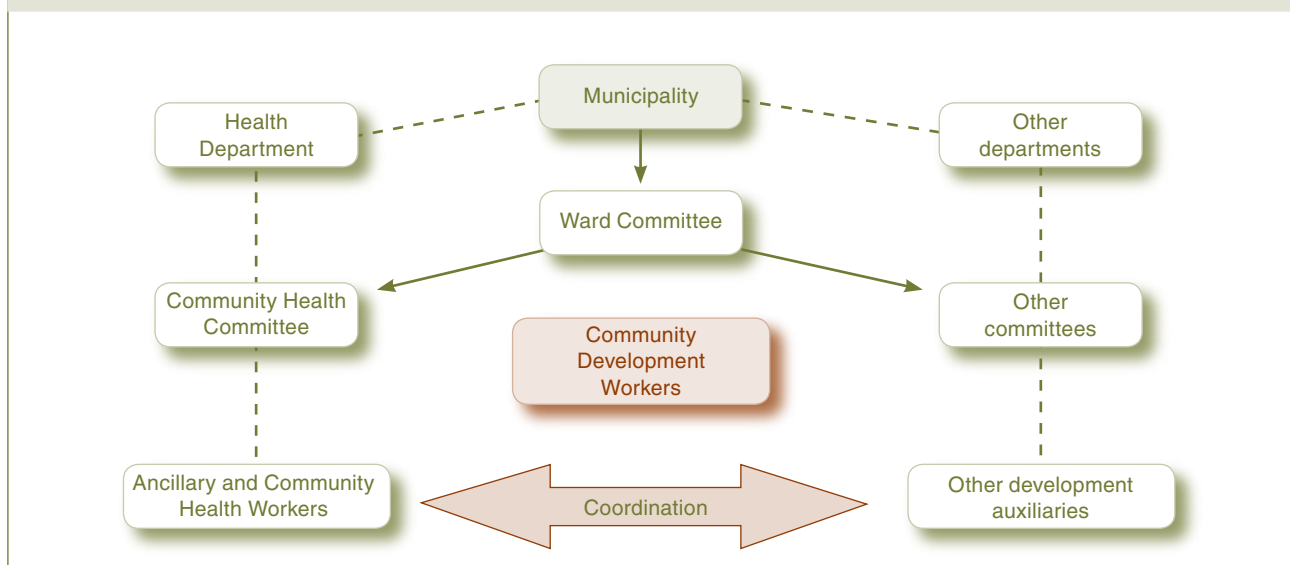 Municipality
Health
Department
Other
departments
Ward Committee
Community Health
Committee
Other
committees
Community
Development
Workers
Ancillary and Community
Health Workers
Coordination
Other development
auxiliaries